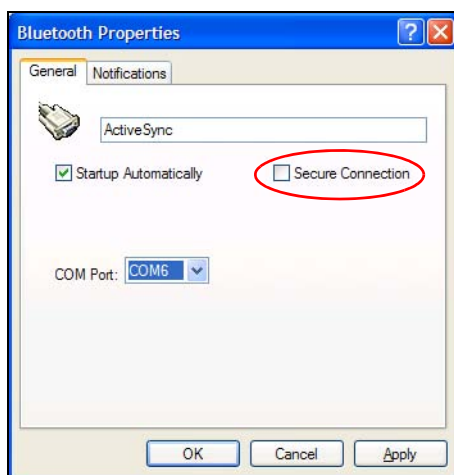 Bluetooth Properties
General Notifications
ActiveSync
Startup Automatically Secure Connection
COM Port: COM6
OK Cancel Apply